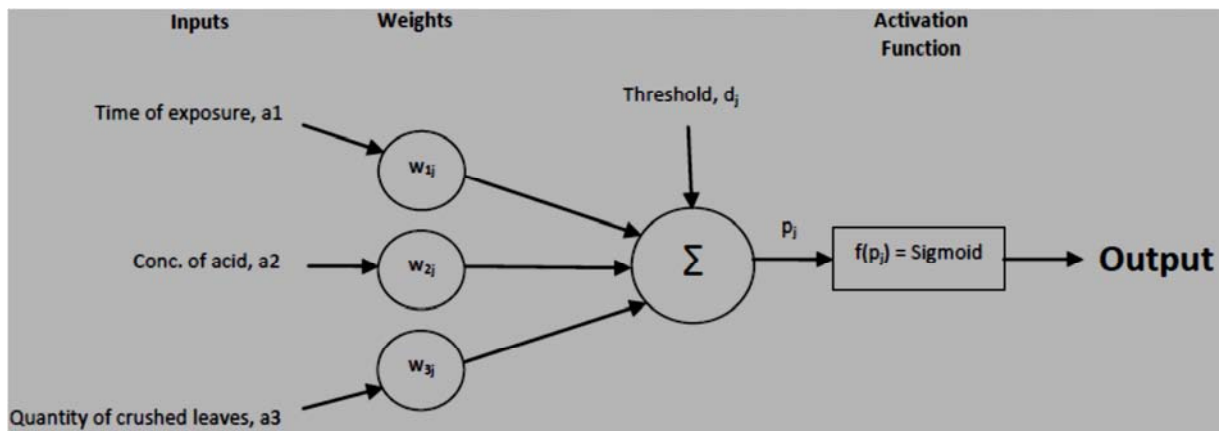 Inputs
Weights
Activation
Function
Time of exposure, a1
Threshold, dⱼ
w₁ⱼ
Conc. of acid, a2
w₂ⱼ
Σ
pⱼ
f(pⱼ) = Sigmoid
Output
w₃ⱼ
Quantity of crushed leaves, a3